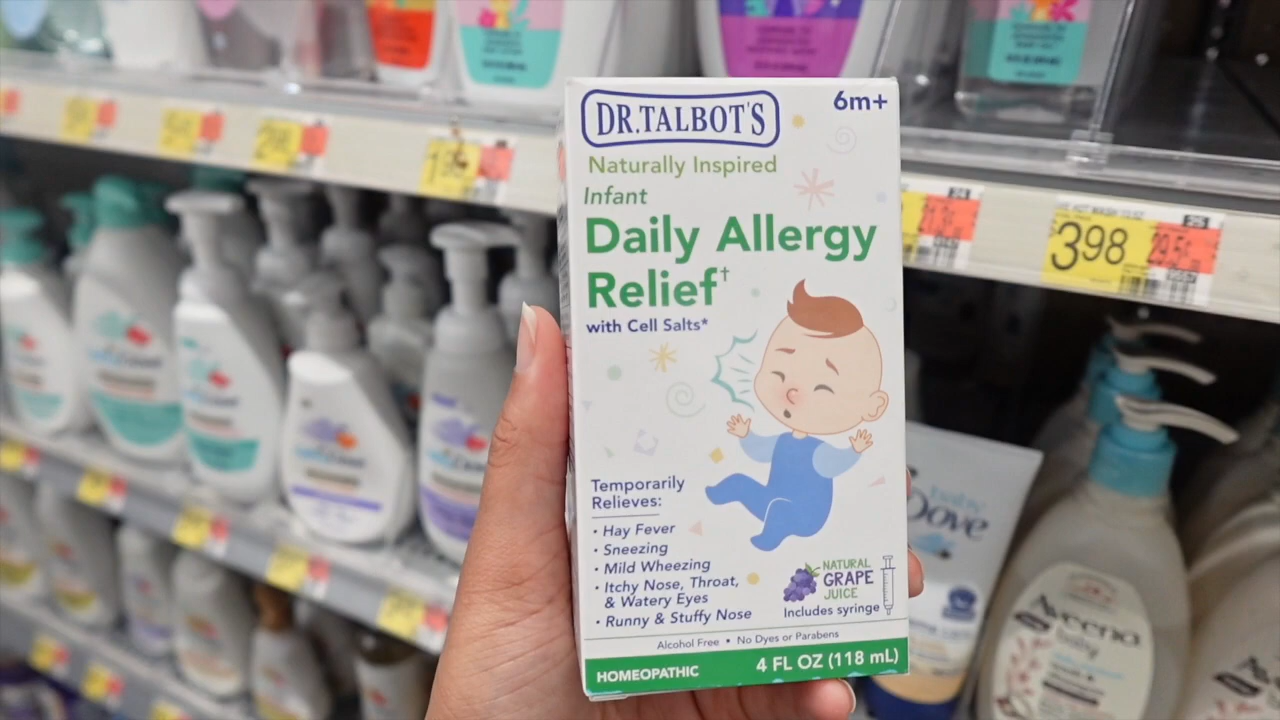 DR. TALBOT'S
6m+
Naturally Inspired
Infant
Daily Allergy
Relief†
with Cell Salts*
Temporarily
Relieves:
• Hay Fever
• Sneezing
• Mild Wheezing
• Itchy Nose, Throat,
& Watery Eyes
• Runny & Stuffy Nose
NATURAL
GRAPE
JUICE
Includes syringe
Alcohol Free • No Dyes or Parabens
HOMEOPATHIC
4 FL OZ (118 mL)
3.98
baby
Dove
Aveeno
baby